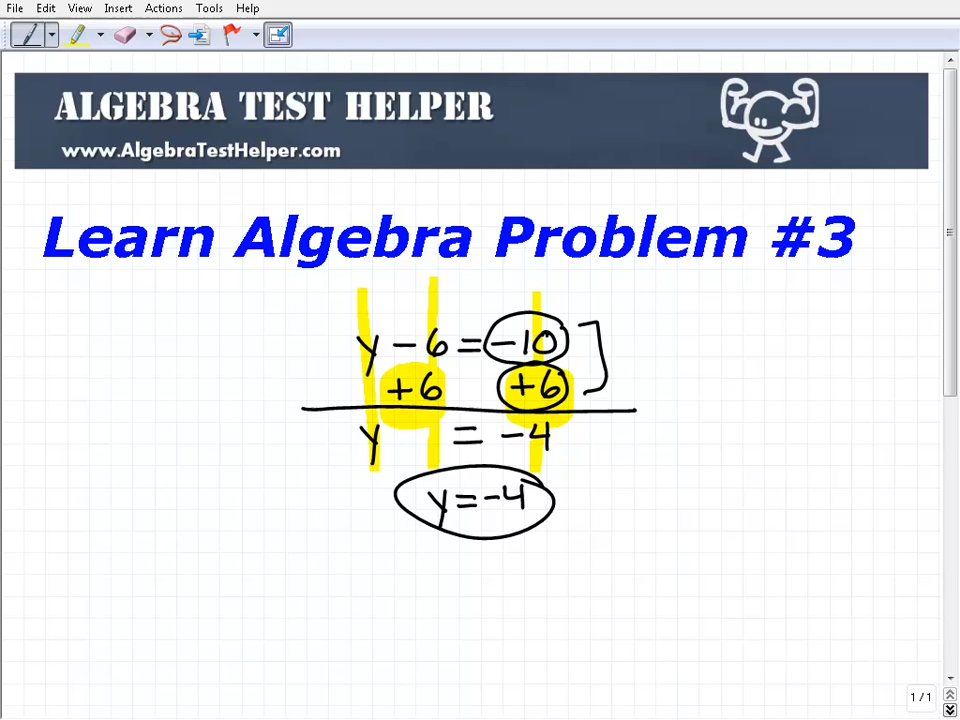 File Edit View Insert Actions Tools Help
ALGEBRA TEST HELPER
www.AlgebraTestHelper.com
Learn Algebra Problem #3
y - 6 = -10
+6 +6
y = -4
y = -4
1 / 1